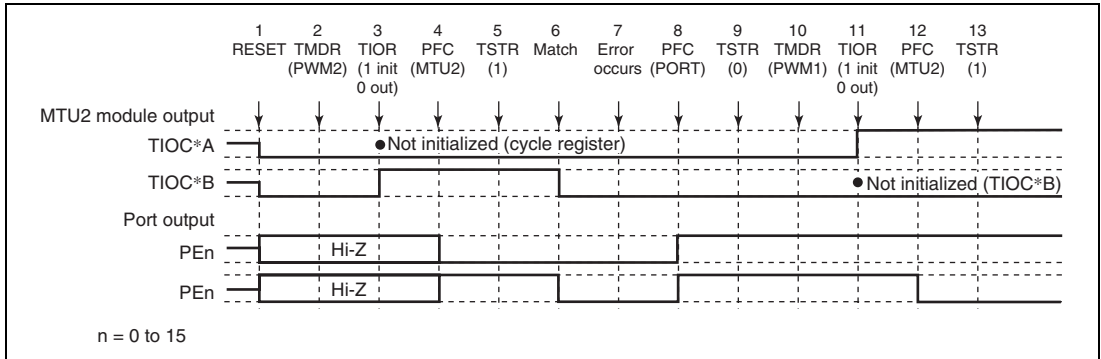 1 2 3 4 5 6 7 8 9 10 11 12 13
RESET TMDR TIOR PFC TSTR Match Error PFC TSTR TMDR TIOR PFC TSTR
(PWM2) (1 init (MTU2) (1) occurs (PORT) (0) (PWM1) (1 init (MTU2) (1)
0 out) 0 out)
MTU2 module output
TIOC*A ●Not initialized (cycle register)
TIOC*B ● Not initialized (TIOC*B)
Port output
PEn Hi-Z
PEn Hi-Z
n = 0 to 15